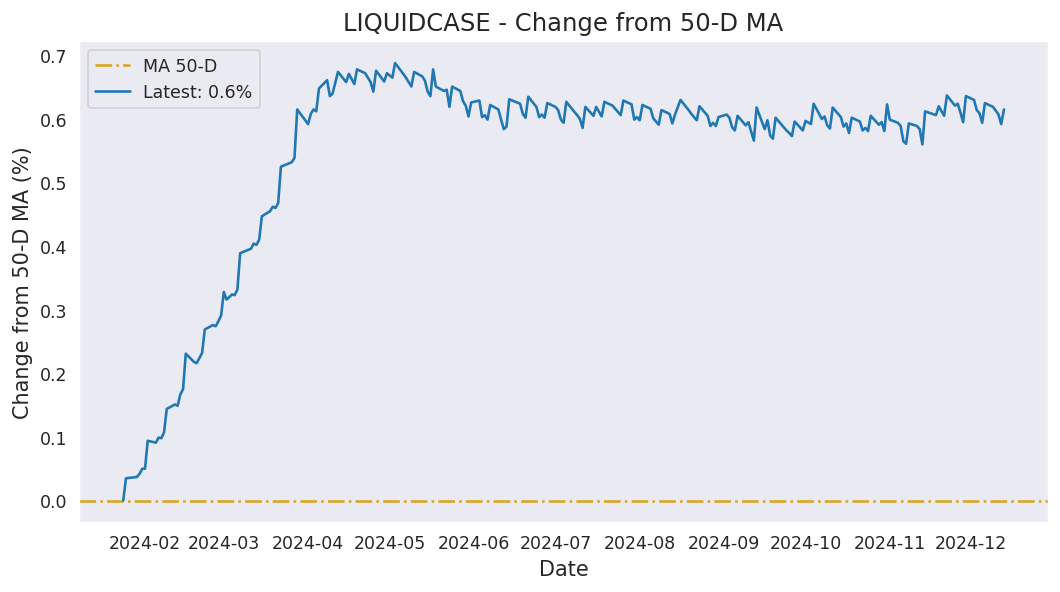 LIQUIDCASE - Change from 50-D MA
MA 50-D
Latest: 0.6%
Change from 50-D MA (%)
0.7
0.6
0.5
0.4
0.3
0.2
0.1
0.0
2024-02 2024-03 2024-04 2024-05 2024-06 2024-07 2024-08 2024-09 2024-10 2024-11 2024-12
Date